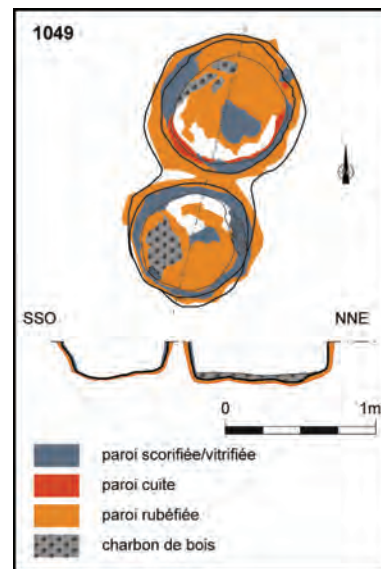 1049
SSO NNE
0 1m
paroi scorifiée/vitrifiée
paroi cuite
paroi rubéfiée
charbon de bois